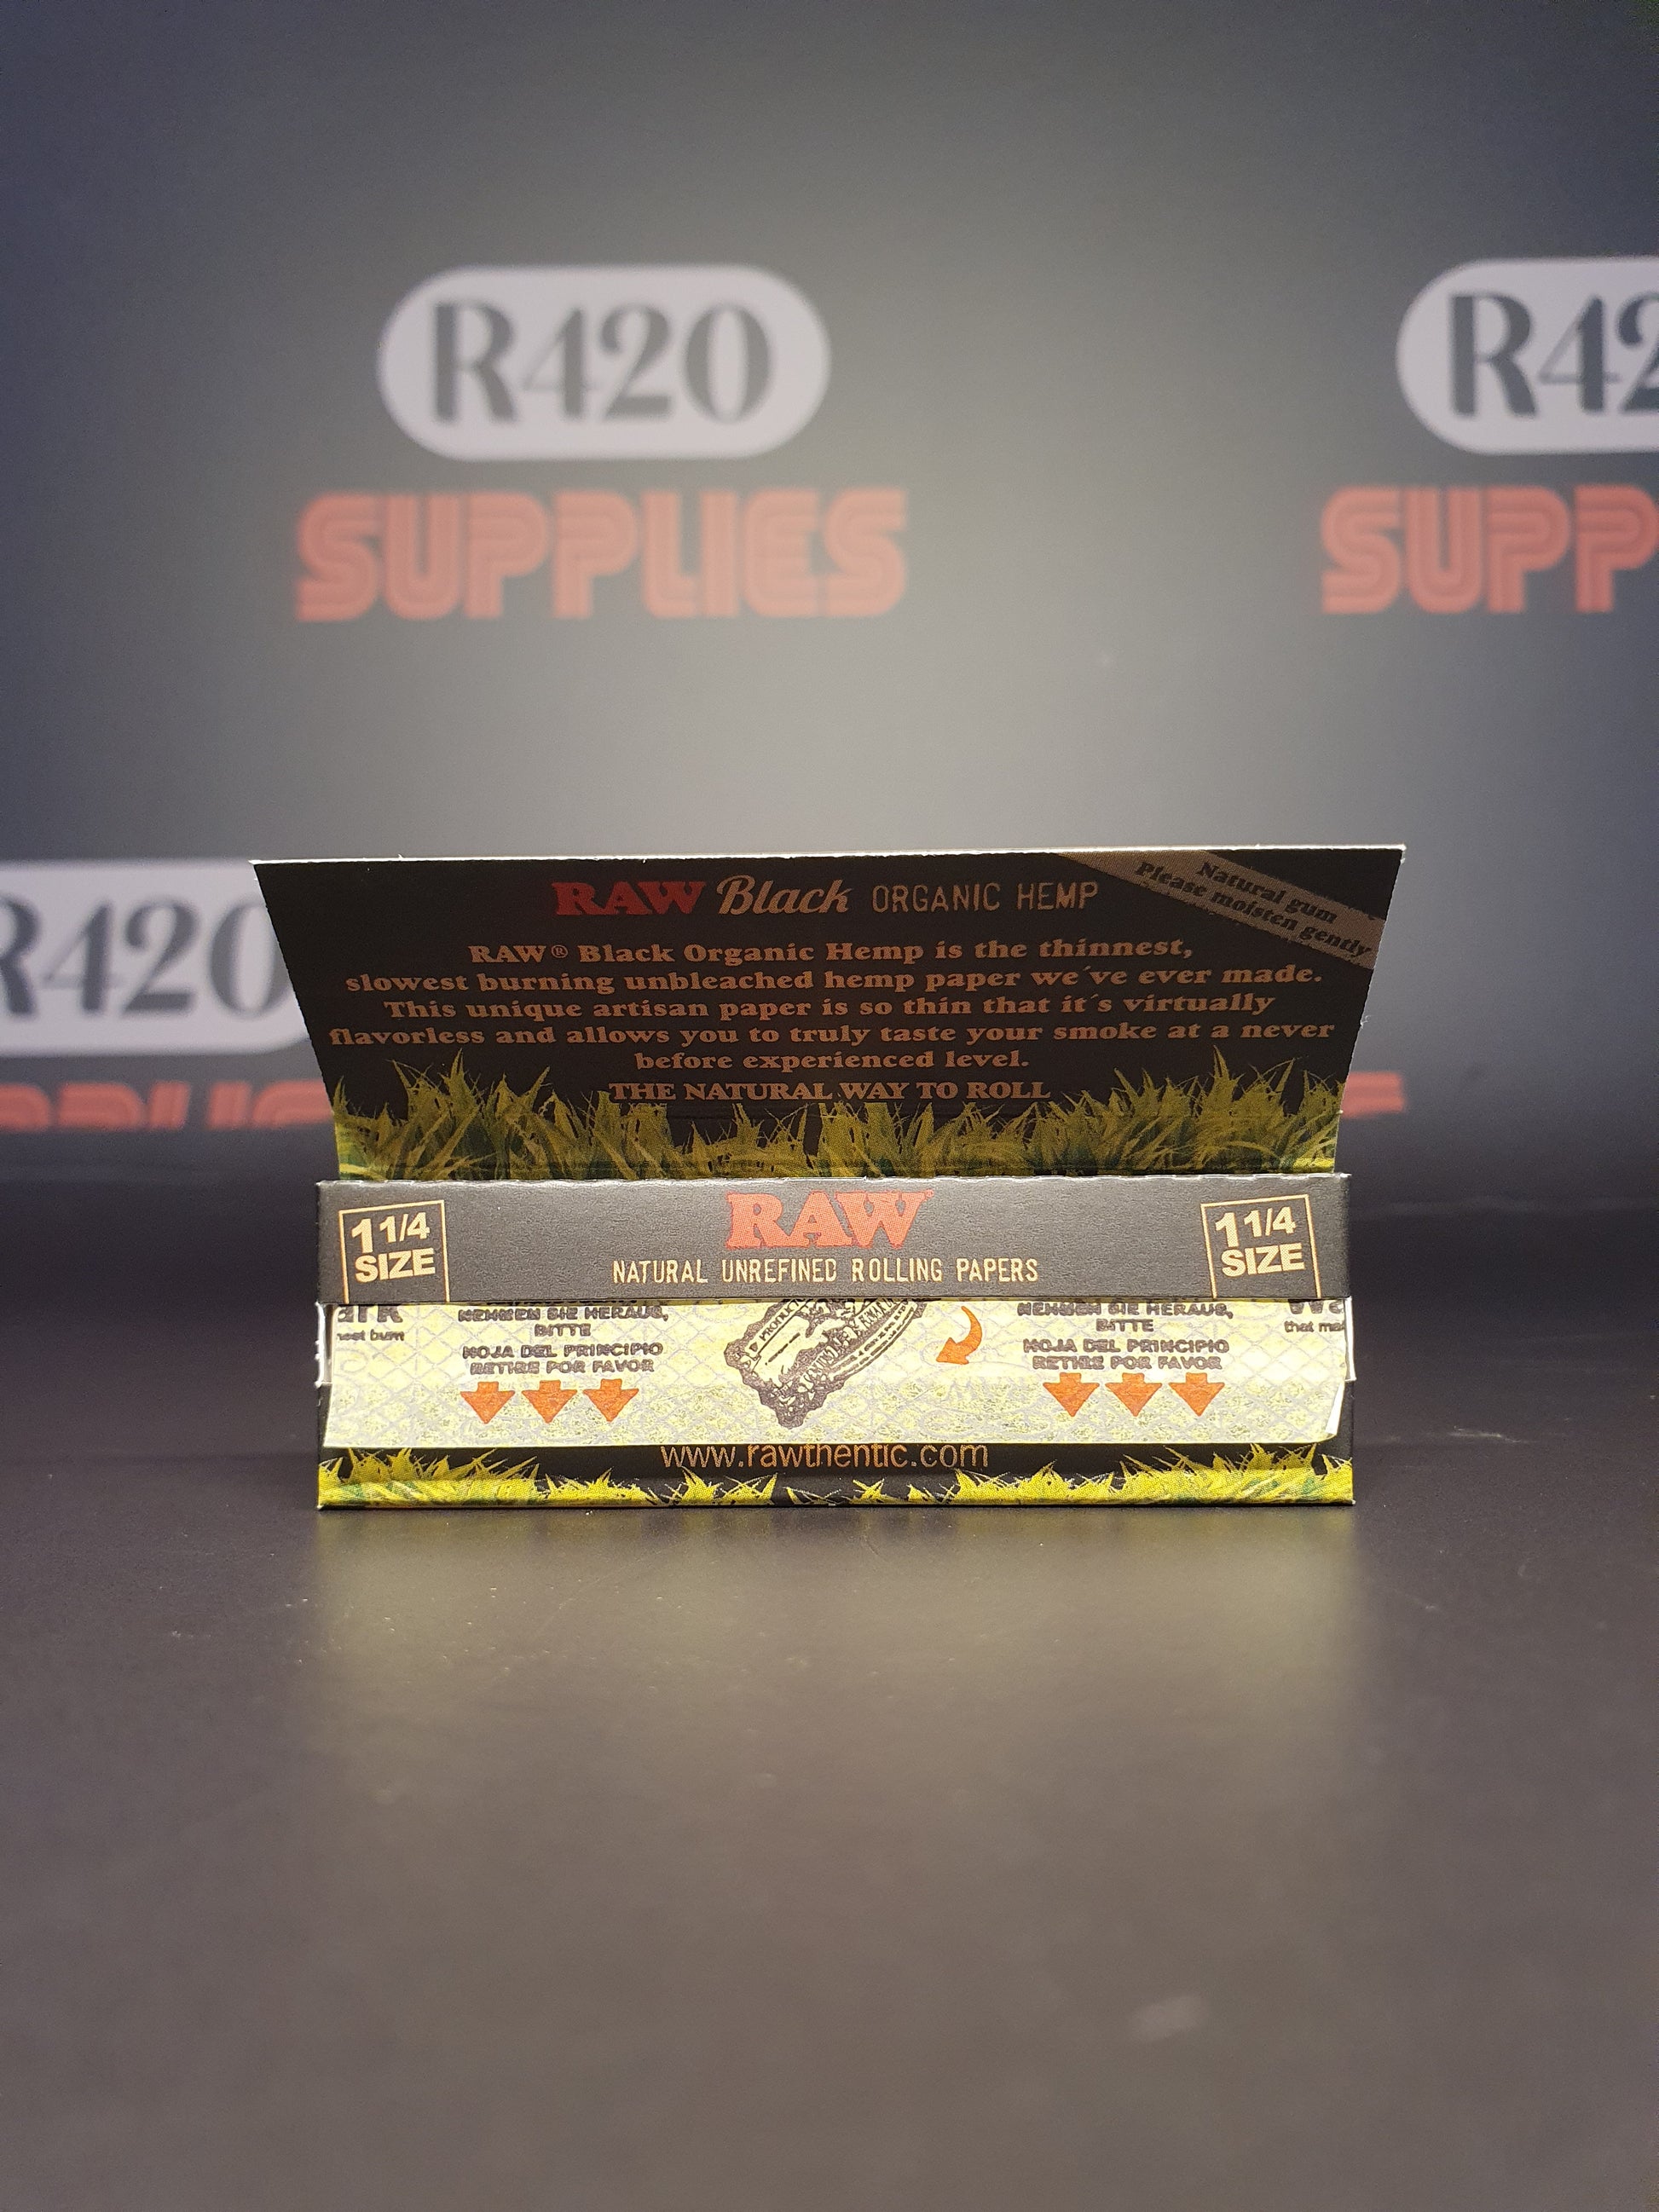 R420
SUPPLIES
R42
SUPP
R420
RAW Black ORGANIC HEMP
Natural gum
Please moisten gently
RAW® Black Organic Hemp is the thinnest,
slowest burning unbleached hemp paper we´ve ever made.
This unique artisan paper is so thin that it´s virtually
flavorless and allows you to truly taste your smoke at a never
before experienced level.
THE NATURAL WAY TO ROLL
1 1/4
SIZE
RAW
NATURAL UNREFINED ROLLING PAPERS
1 1/4
SIZE
NEHMEN SIE HERAUS,
BITTE
HOJA DEL PRINCIPIO
RETIRE POR FAVOR
NEHMEN SIE HERAUS,
BITTE
HOJA DEL PRINCIPIO
RETIRE POR FAVOR
burn
that
www.rawthentic.com